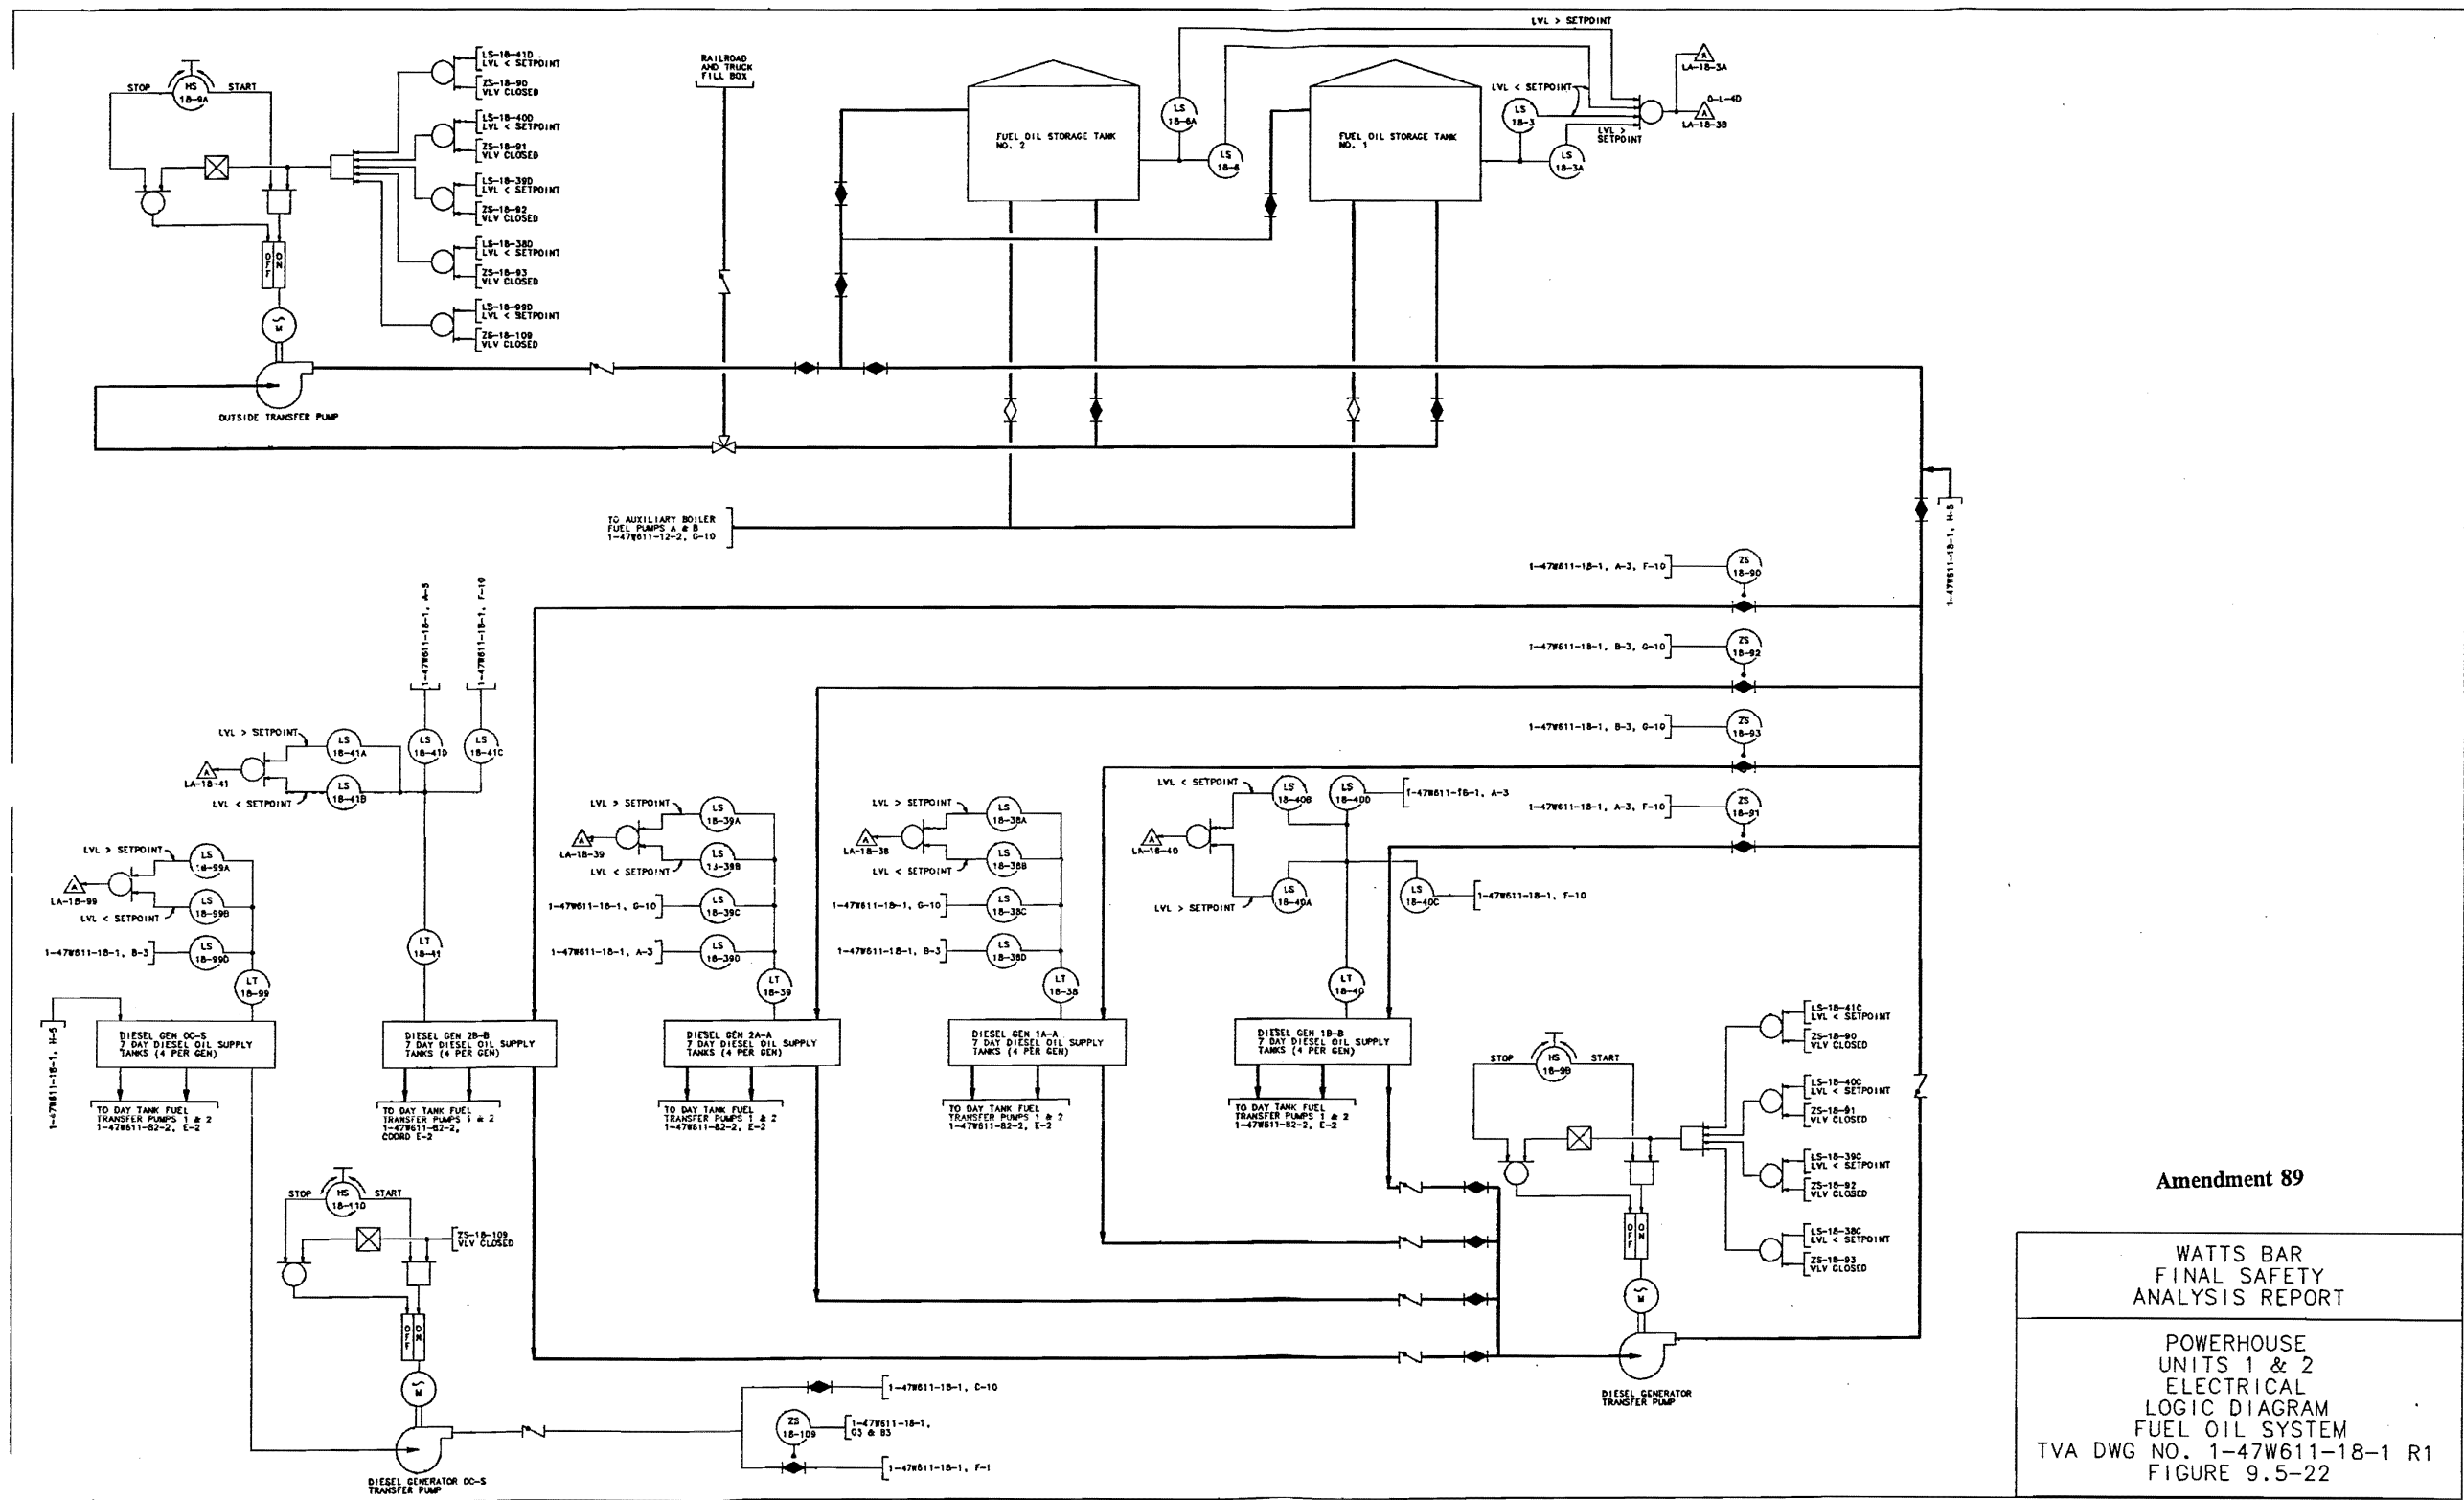 LVL > SETPOINT
LS-18-41D
LVL < SETPOINT
ZS-18-90
VLV CLOSED
LS-18-40D
LVL < SETPOINT
ZS-18-91
VLV CLOSED
LS-18-39D
LVL < SETPOINT
ZS-18-92
VLV CLOSED
LS-18-38D
LVL < SETPOINT
ZS-18-93
VLV CLOSED
LS-18-99D
LVL < SETPOINT
ZS-18-109
VLV CLOSED
STOP
HS
18-9A
START
OFF
ON
M
OUTSIDE TRANSFER PUMP
RAILROAD
AND TRUCK
FILL BOX
FUEL OIL STORAGE TANK
NO. 2
LS
18-6A
LS
18-6
FUEL OIL STORAGE TANK
NO. 1
LVL < SETPOINT
LS
18-3
LS
18-3A
LVL >
SETPOINT
A
LA-18-3A
0-L-4D
A
LA-18-3B
TO AUXILIARY BOILER
FUEL PUMPS A & B
1-47W611-12-2, G-10
1-47W611-18-1, H-5
1-47W611-18-1, A-3, F-10
ZS
18-90
1-47W611-18-1, B-3, G-10
ZS
18-92
1-47W611-18-1, B-3, G-10
ZS
18-93
1-47W611-18-1, A-3, F-10
ZS
18-91
1-47W611-18-1, A-3
1-47W611-18-1, F-10
LVL > SETPOINT
LS
18-41A
LS
18-41D
LS
18-41C
A
LA-18-41
LS
18-41B
LVL < SETPOINT
LT
18-41
LVL > SETPOINT
LS
18-99A
A
LA-18-99
LS
18-99B
LVL < SETPOINT
1-47W611-18-1, B-3
LS
18-99D
LT
18-99
LVL > SETPOINT
LS
18-39A
A
LA-18-39
LS
18-39B
LVL < SETPOINT
1-47W611-18-1, G-10
LS
18-39C
1-47W611-18-1, A-3
LS
18-39D
LT
18-39
LVL > SETPOINT
LS
18-38A
A
LA-18-38
LS
18-38B
LVL < SETPOINT
1-47W611-18-1, G-10
LS
18-38C
1-47W611-18-1, B-3
LS
18-38D
LT
18-38
LVL < SETPOINT
LS
18-40B
LS
18-40D
1-47W611-18-1, A-3
A
LA-18-40
LVL > SETPOINT
LS
18-40A
LS
18-40C
1-47W611-18-1, F-10
LT
18-40
1-47W611-18-1, H-5
DIESEL GEN 0C-S
7 DAY DIESEL OIL SUPPLY
TANKS (4 PER GEN)
DIESEL GEN 2B-B
7 DAY DIESEL OIL SUPPLY
TANKS (4 PER GEN)
DIESEL GEN 2A-A
7 DAY DIESEL OIL SUPPLY
TANKS (4 PER GEN)
DIESEL GEN 1A-A
7 DAY DIESEL OIL SUPPLY
TANKS (4 PER GEN)
DIESEL GEN 1B-B
7 DAY DIESEL OIL SUPPLY
TANKS (4 PER GEN)
TO DAY TANK FUEL
TRANSFER PUMPS 1 & 2
1-47W611-82-2, E-2
TO DAY TANK FUEL
TRANSFER PUMPS 1 & 2
1-47W611-82-2,
COORD E-2
TO DAY TANK FUEL
TRANSFER PUMPS 1 & 2
1-47W611-82-2, E-2
TO DAY TANK FUEL
TRANSFER PUMPS 1 & 2
1-47W611-82-2, E-2
TO DAY TANK FUEL
TRANSFER PUMPS 1 & 2
1-47W611-82-2, E-2
STOP
HS
18-9B
START
LS-18-41C
LVL < SETPOINT
ZS-18-90
VLV CLOSED
LS-18-40C
LVL < SETPOINT
ZS-18-91
VLV CLOSED
LS-18-39C
LVL < SETPOINT
ZS-18-92
VLV CLOSED
LS-18-38C
LVL < SETPOINT
ZS-18-93
VLV CLOSED
OFF
ON
M
DIESEL GENERATOR
TRANSFER PUMP
STOP
HS
18-110
START
ZS-18-109
VLV CLOSED
OFF
ON
M
DIESEL GENERATOR 0C-S
TRANSFER PUMP
1-47W611-18-1, C-10
ZS
18-109
1-47W611-18-1,
G3 & B3
1-47W611-18-1, F-1
Amendment 89
WATTS BAR
FINAL SAFETY
ANALYSIS REPORT
POWERHOUSE
UNITS 1 & 2
ELECTRICAL
LOGIC DIAGRAM
FUEL OIL SYSTEM
TVA DWG NO. 1-47W611-18-1 R1
FIGURE 9.5-22